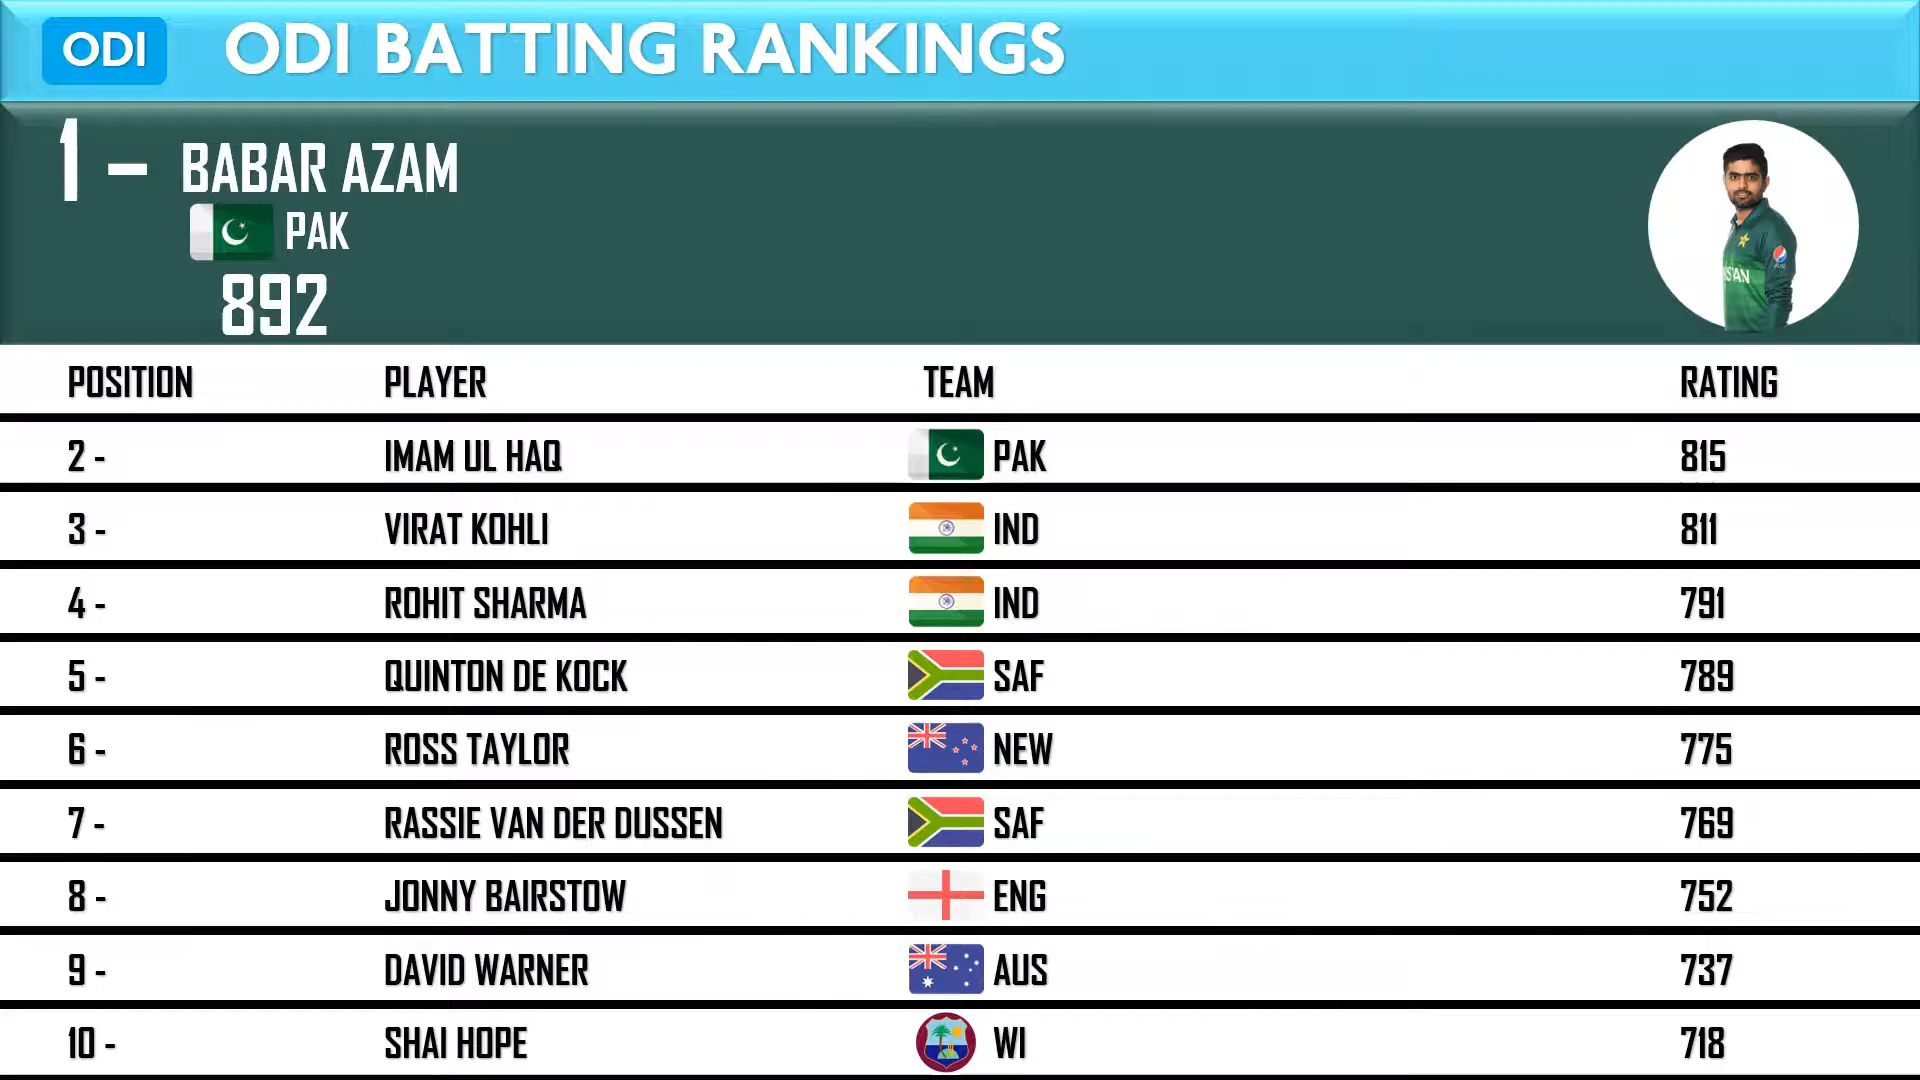 ODI ODI BATTING RANKINGS
1 – BABAR AZAM
PAK
892
ISTAN
POSITION PLAYER TEAM RATING
2 - IMAM UL HAQ PAK 815
3 - VIRAT KOHLI IND 811
4 - ROHIT SHARMA IND 791
5 - QUINTON DE KOCK SAF 789
6 - ROSS TAYLOR NEW 775
7 - RASSIE VAN DER DUSSEN SAF 769
8 - JONNY BAIRSTOW ENG 752
9 - DAVID WARNER AUS 737
10 - SHAI HOPE WI 718